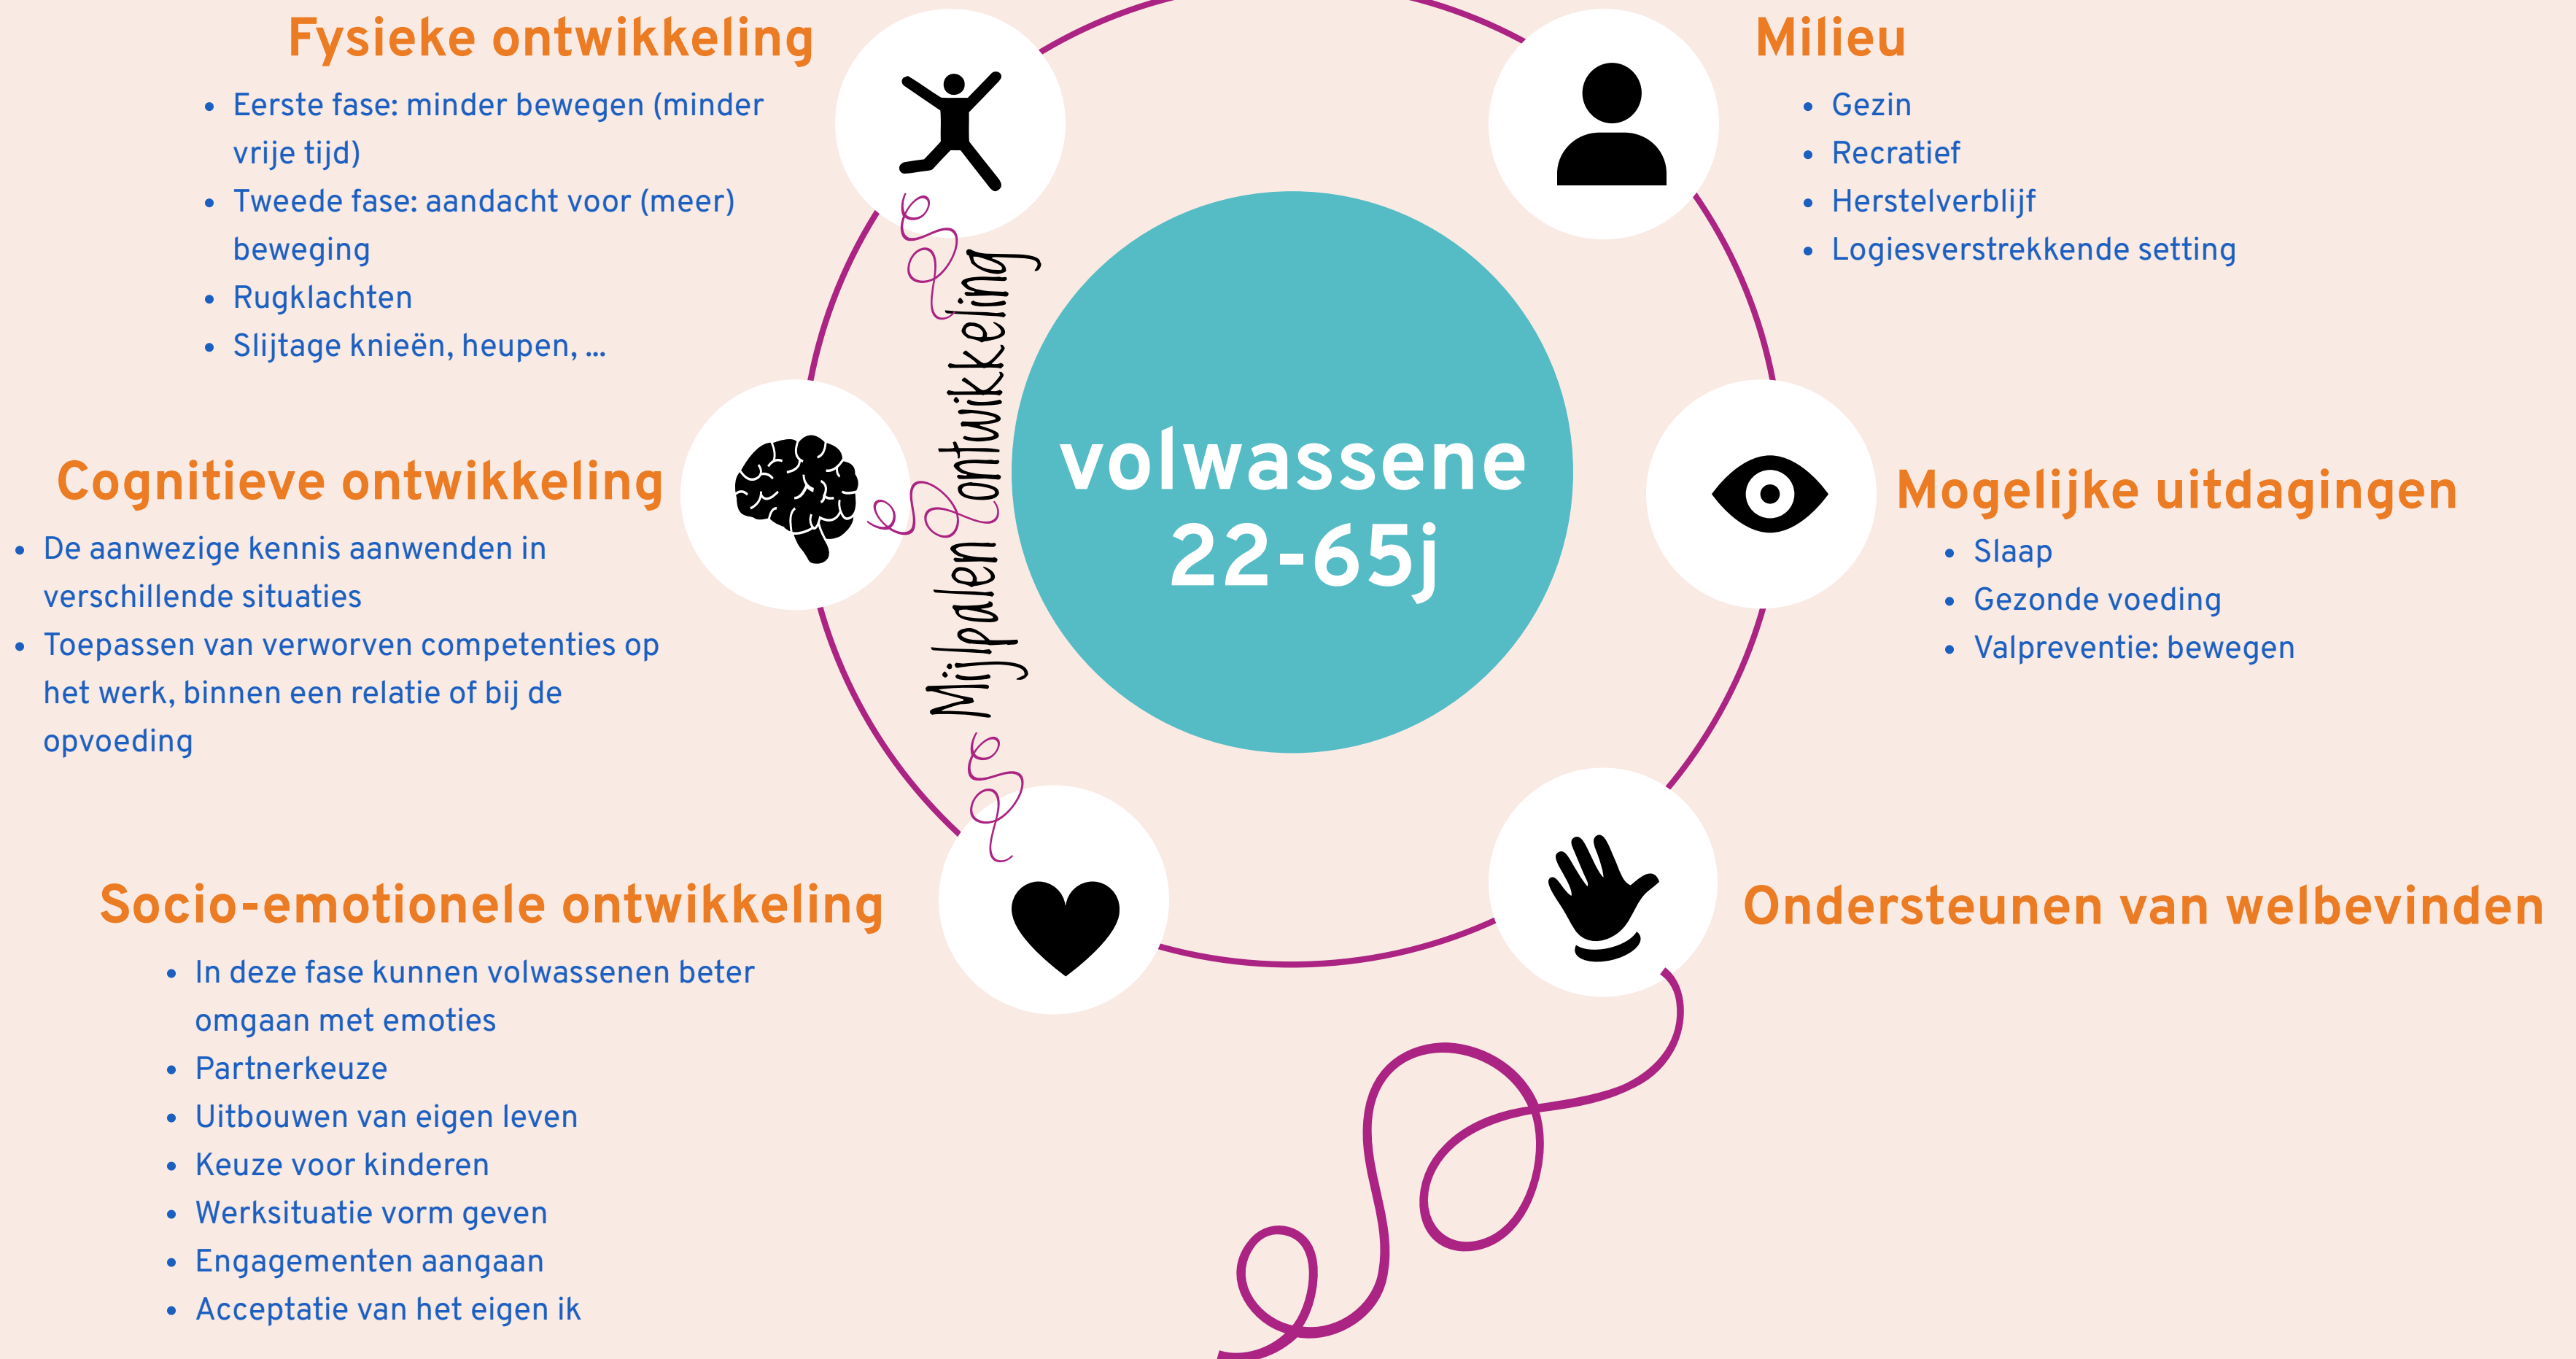 Fysieke ontwikkeling
• Eerste fase: minder bewegen (minder
vrije tijd)
• Tweede fase: aandacht voor (meer)
beweging
• Rugklachten
• Slijtage knieën, heupen, ...
Cognitieve ontwikkeling
• De aanwezige kennis aanwenden in
verschillende situaties
• Toepassen van verworven competenties op
het werk, binnen een relatie of bij de
opvoeding
Socio-emotionele ontwikkeling
• In deze fase kunnen volwassenen beter
omgaan met emoties
• Partnerkeuze
• Uitbouwen van eigen leven
• Keuze voor kinderen
• Werksituatie vorm geven
• Engagementen aangaan
• Acceptatie van het eigen ik
Mijlpalen ontwikkeling
volwassene
22-65j
Milieu
• Gezin
• Recratief
• Herstelverblijf
• Logiesverstrekkende setting
Mogelijke uitdagingen
• Slaap
• Gezonde voeding
• Valpreventie: bewegen
Ondersteunen van welbevinden